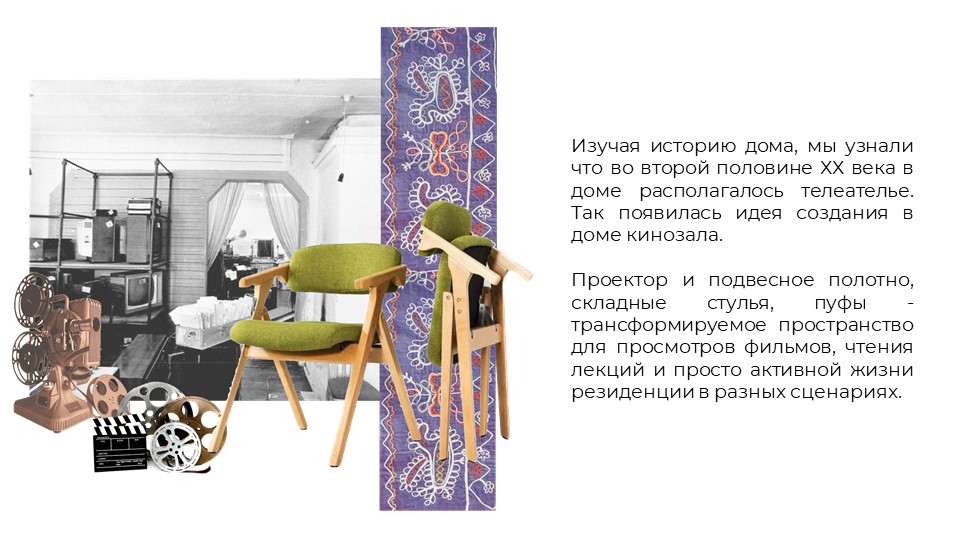 Изучая историю дома, мы узнали
что во второй половине XX века в
доме располагалось телеателье.
Так появилась идея создания в
доме кинозала.
Проектор и подвесное полотно,
складные стулья, пуфы -
трансформируемое пространство
для просмотров фильмов, чтения
лекций и просто активной жизни
резиденции в разных сценариях.